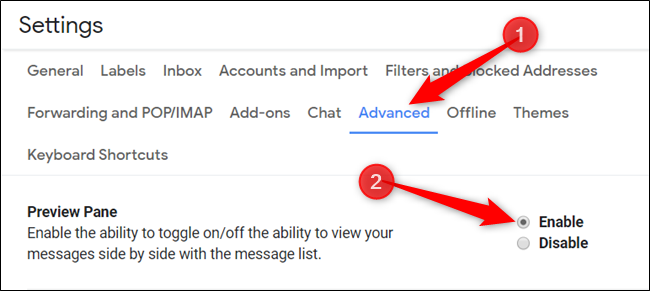 Settings
1
General Labels Inbox Accounts and Import Filters and Blocked Addresses
Forwarding and POP/IMAP Add-ons Chat Advanced Offline Themes
Keyboard Shortcuts
2
Preview Pane
Enable the ability to toggle on/off the ability to view your
messages side by side with the message list.
Enable
Disable